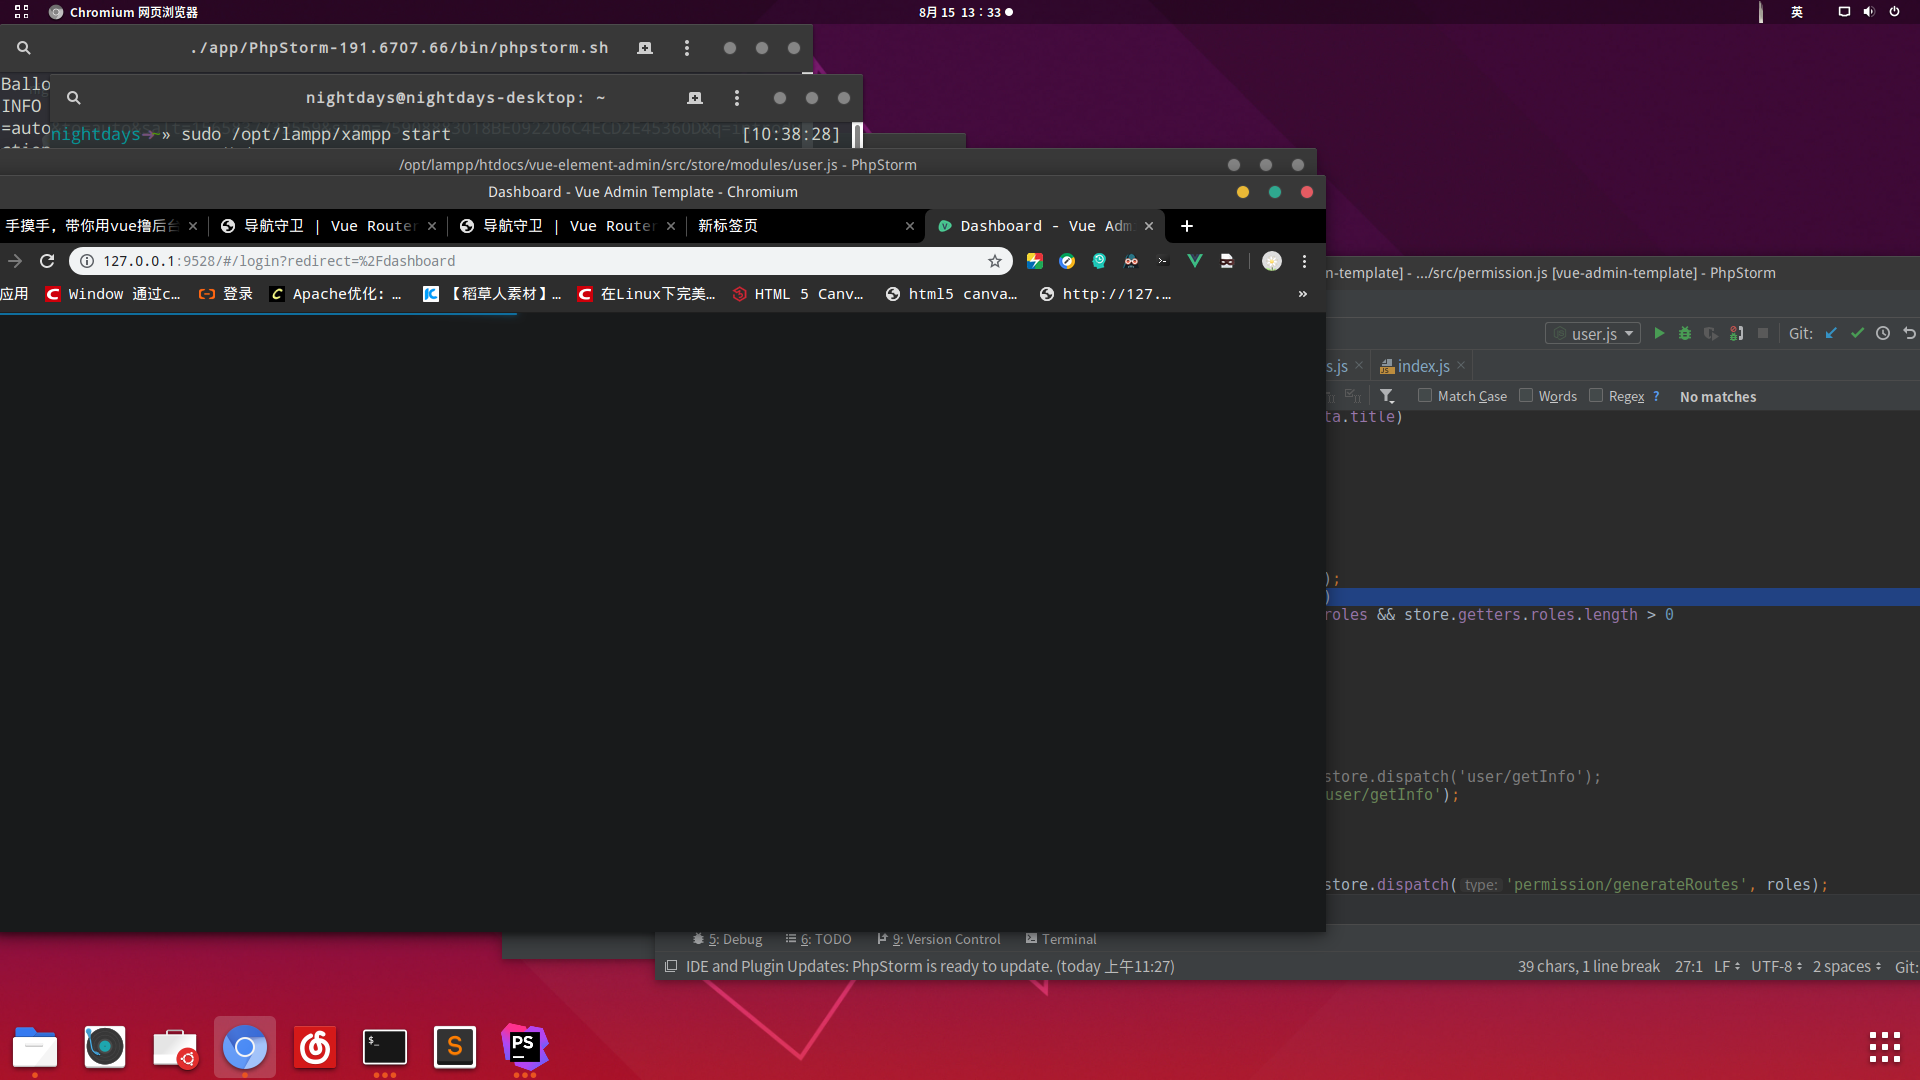 Chromium 网页浏览器
8月 15 13：33
英
./app/PhpStorm-191.6707.66/bin/phpstorm.sh
Ballo
INFO
=auto
nightdays@nightdays-desktop: ~
nightdays → ~ » sudo /opt/lampp/xampp start [10:38:28]
/opt/lampp/htdocs/vue-element-admin/src/store/modules/user.js - PhpStorm
Dashboard - Vue Admin Template - Chromium
手摸手，带你用vue撸后台
导航守卫 | Vue Router
导航守卫 | Vue Router
新标签页
Dashboard - Vue Adm
127.0.0.1:9528/#/login?redirect=%2Fdashboard
应用
Window 通过c…
登录
Apache优化: …
【稻草人素材】…
在Linux下完美…
HTML 5 Canv…
html5 canva…
http://127.…
»
n-template] - .../src/permission.js [vue-admin-template] - PhpStorm
user.js
Git:
s.js
index.js
Match Case
Words
Regex
?
No matches
ta.title)
);
)
roles && store.getters.roles.length > 0
store.dispatch('user/getInfo');
user/getInfo');
store.dispatch( type: 'permission/generateRoutes', roles);
5: Debug
6: TODO
9: Version Control
Terminal
IDE and Plugin Updates: PhpStorm is ready to update. (today 上午11:27)
39 chars, 1 line break
27:1
LF
UTF-8
2 spaces
Git:
$_
S
PS